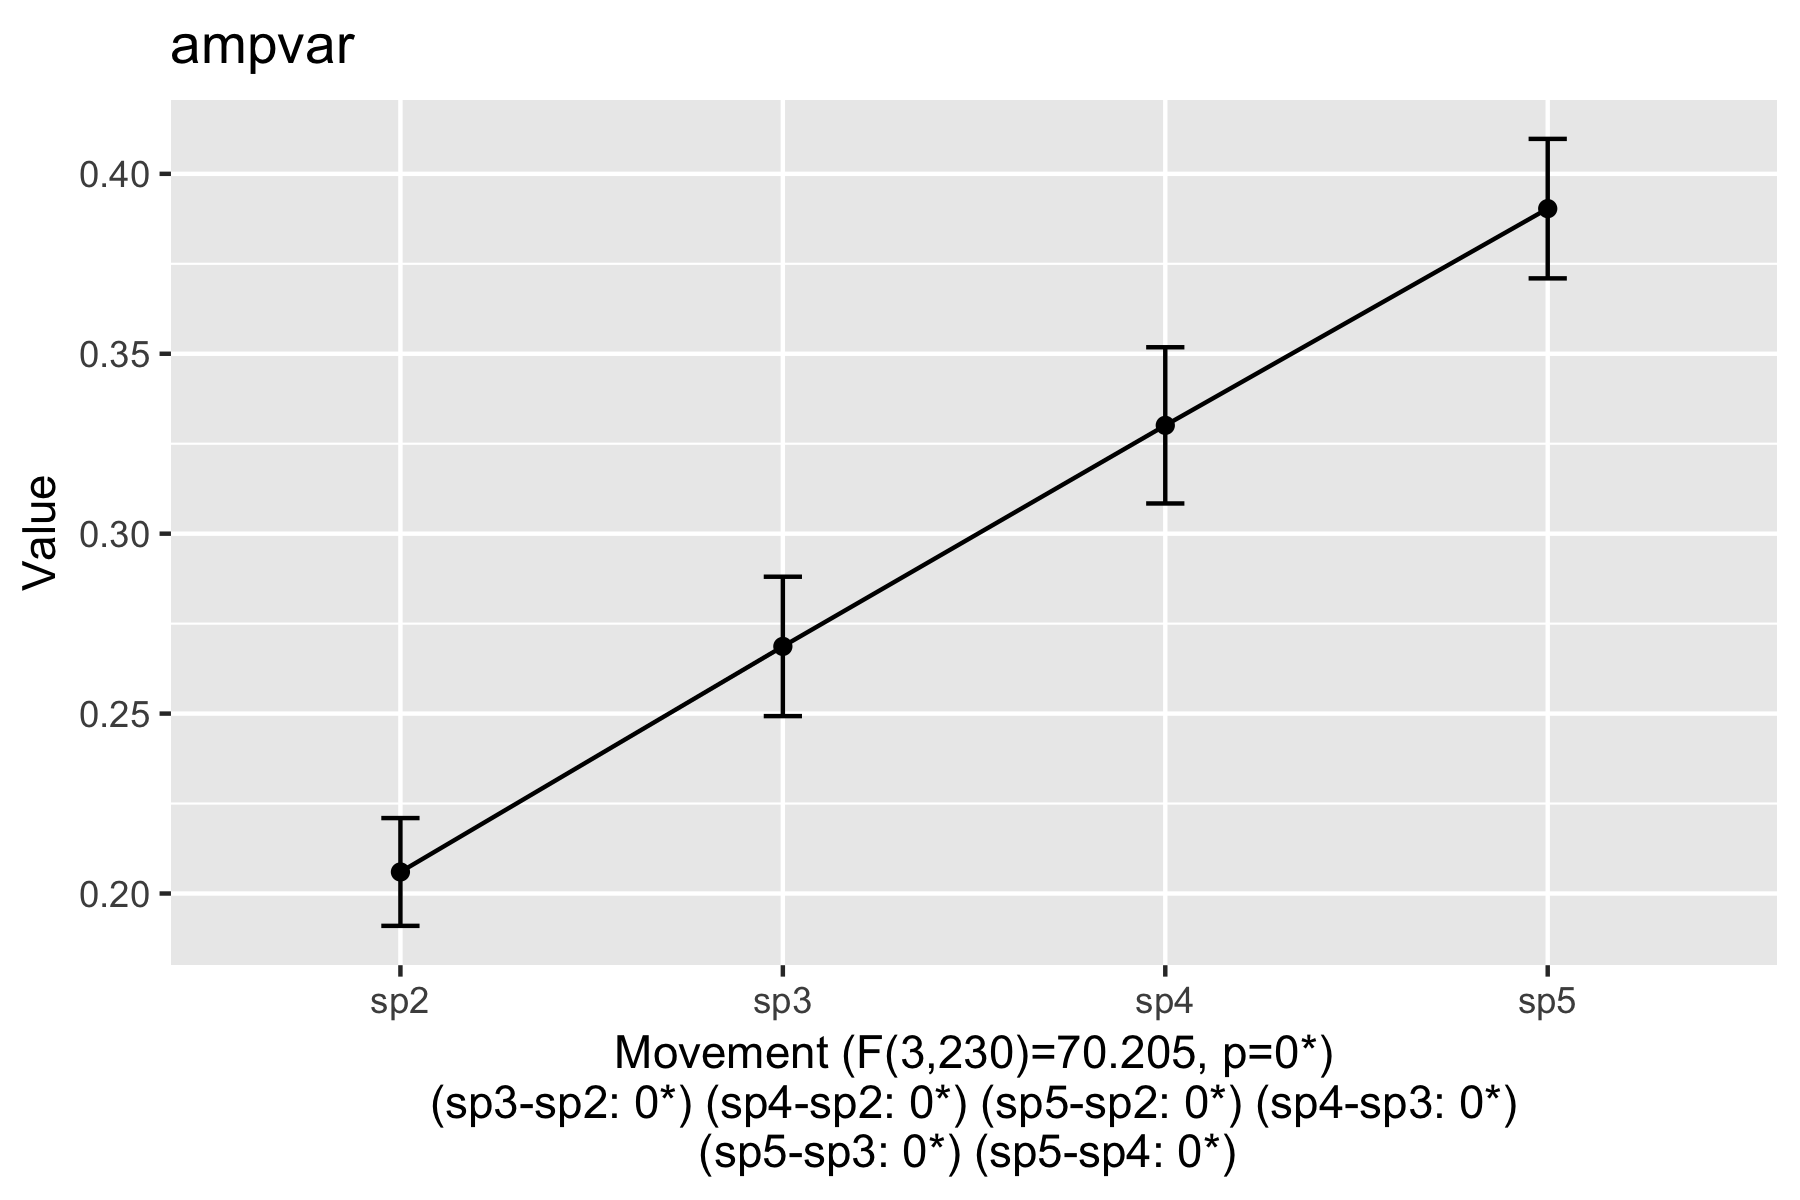 ampvar
Value
0.40
0.35
0.30
0.25
0.20
sp2 sp3 sp4 sp5
Movement (F(3,230)=70.205, p=0*)
(sp3-sp2: 0*) (sp4-sp2: 0*) (sp5-sp2: 0*) (sp4-sp3: 0*)
(sp5-sp3: 0*) (sp5-sp4: 0*)